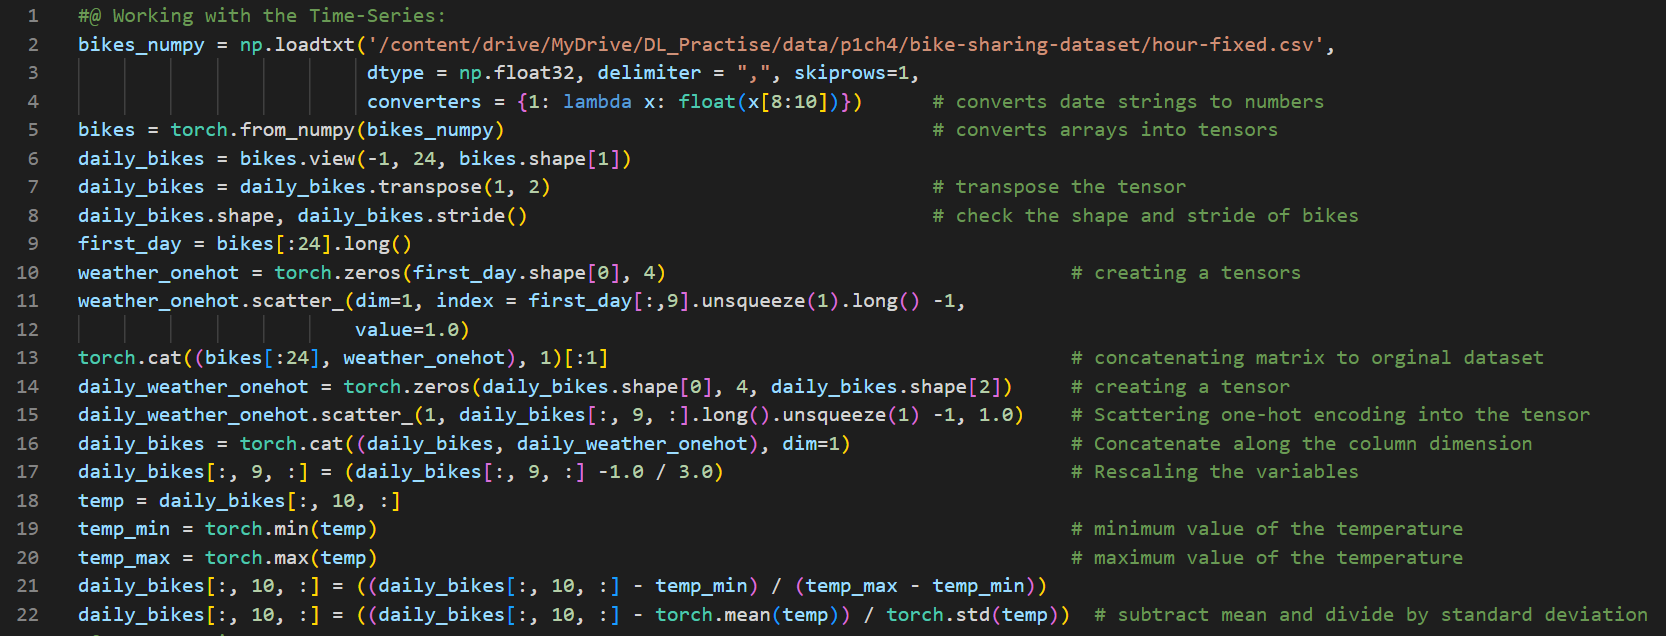 1 #@ Working with the Time-Series:
2 bikes_numpy = np.loadtxt('/content/drive/MyDrive/DL_Practise/data/p1ch4/bike-sharing-dataset/hour-fixed.csv',
3 dtype = np.float32, delimiter = ",", skiprows=1,
4 converters = {1: lambda x: float(x[8:10])}) # converts date strings to numbers
5 bikes = torch.from_numpy(bikes_numpy) # converts arrays into tensors
6 daily_bikes = bikes.view(-1, 24, bikes.shape[1])
7 daily_bikes = daily_bikes.transpose(1, 2) # transpose the tensor
8 daily_bikes.shape, daily_bikes.stride() # check the shape and stride of bikes
9 first_day = bikes[:24].long()
10 weather_onehot = torch.zeros(first_day.shape[0], 4) # creating a tensors
11 weather_onehot.scatter_(dim=1, index = first_day[:,9].unsqueeze(1).long() -1,
12 value=1.0)
13 torch.cat((bikes[:24], weather_onehot), 1)[:1] # concatenating matrix to orginal dataset
14 daily_weather_onehot = torch.zeros(daily_bikes.shape[0], 4, daily_bikes.shape[2]) # creating a tensor
15 daily_weather_onehot.scatter_(1, daily_bikes[:, 9, :].long().unsqueeze(1) -1, 1.0) # Scattering one-hot encoding into the tensor
16 daily_bikes = torch.cat((daily_bikes, daily_weather_onehot), dim=1) # Concatenate along the column dimension
17 daily_bikes[:, 9, :] = (daily_bikes[:, 9, :] -1.0 / 3.0) # Rescaling the variables
18 temp = daily_bikes[:, 10, :]
19 temp_min = torch.min(temp) # minimum value of the temperature
20 temp_max = torch.max(temp) # maximum value of the temperature
21 daily_bikes[:, 10, :] = ((daily_bikes[:, 10, :] - temp_min) / (temp_max - temp_min))
22 daily_bikes[:, 10, :] = ((daily_bikes[:, 10, :] - torch.mean(temp)) / torch.std(temp)) # subtract mean and divide by standard deviation